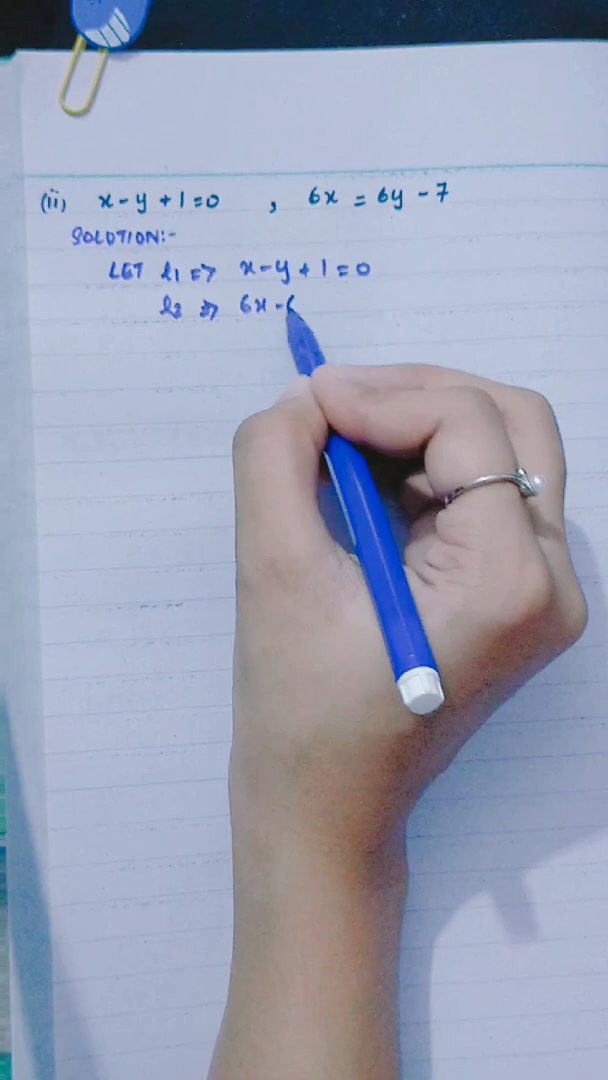 (ii) x-y+1=0 , 6x = 6y-7
SOLUTION:-
LET l1 => x-y+1=0
l2 => 6x-6